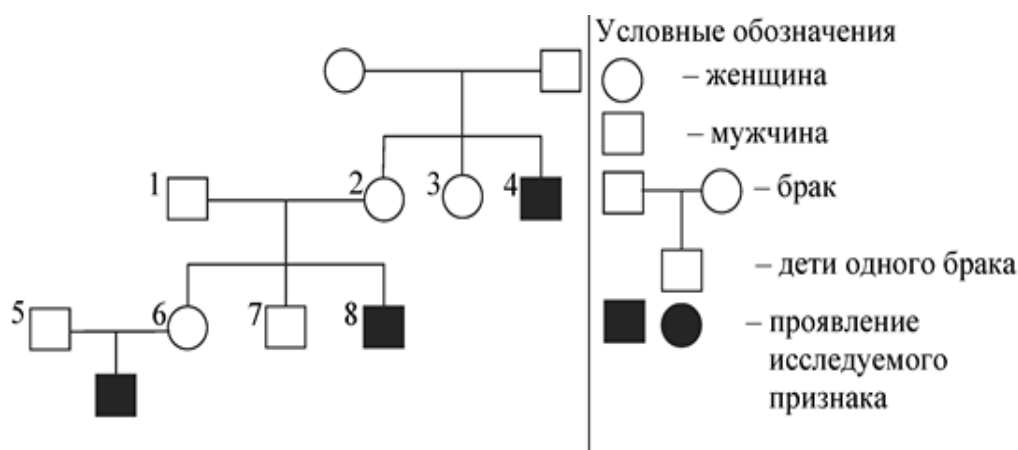 Условные обозначения
– женщина
– мужчина
– брак
– дети одного брака
– проявление
исследуемого
признака
1
2
3
4
5
6
7
8